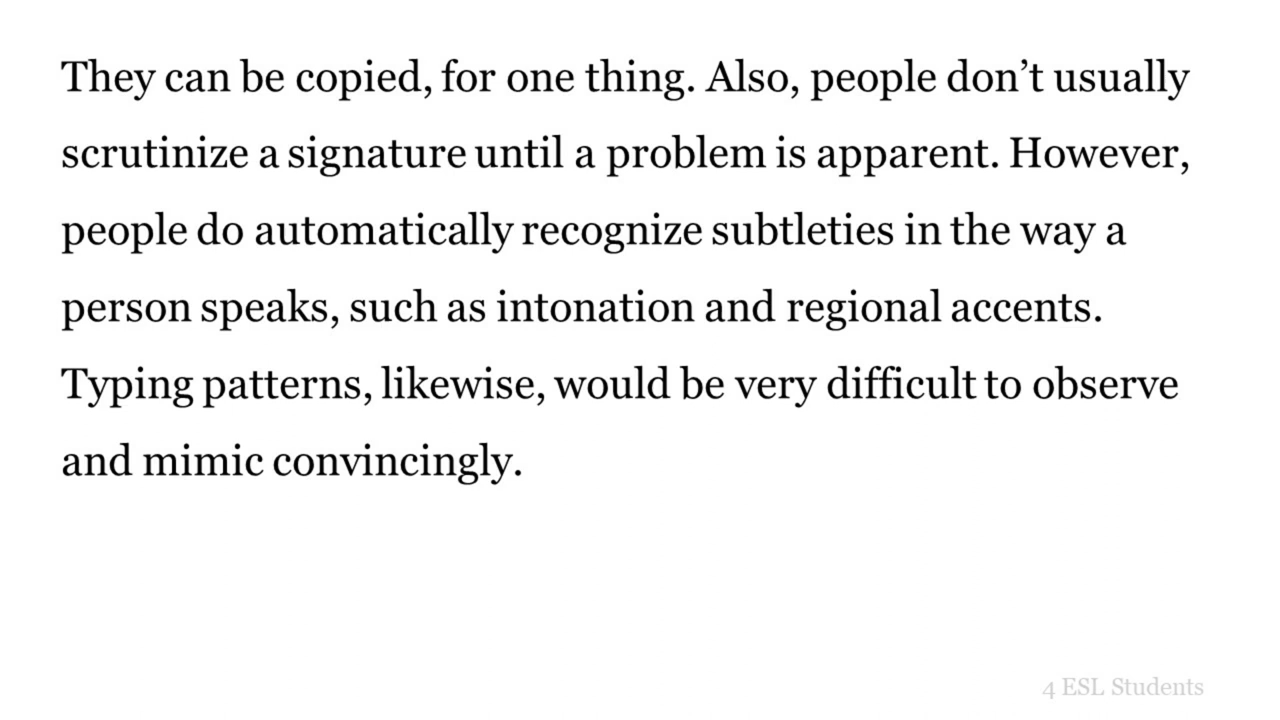 They can be copied, for one thing. Also, people don’t usually
scrutinize a signature until a problem is apparent. However,
people do automatically recognize subtleties in the way a
person speaks, such as intonation and regional accents.
Typing patterns, likewise, would be very difficult to observe
and mimic convincingly.
4 ESL Students